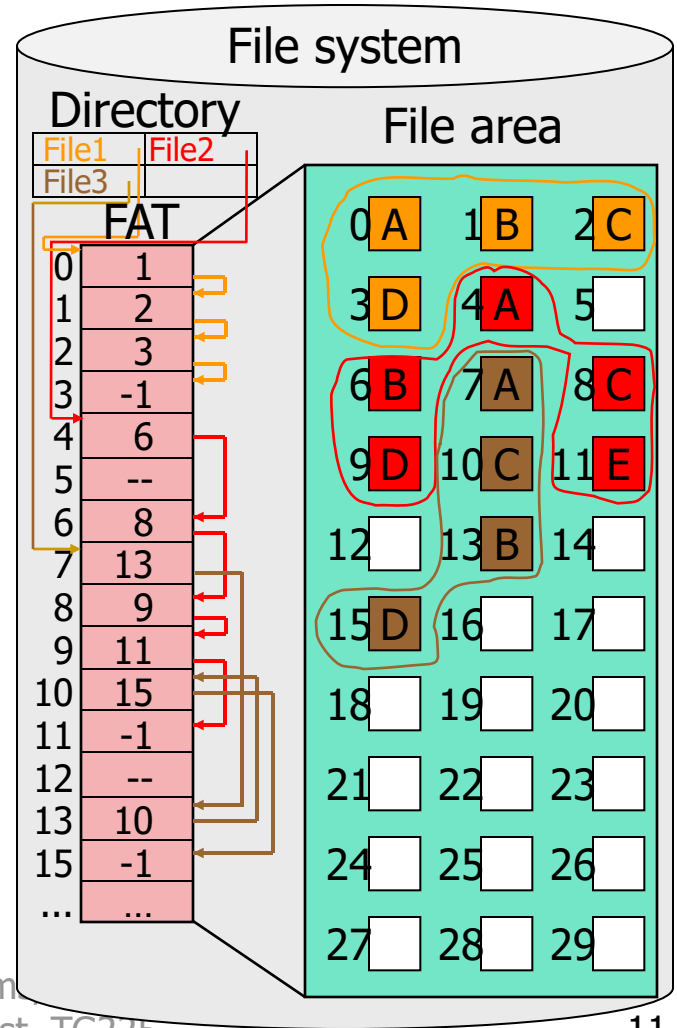 File system
Directory
File1 File2
File3
FAT
0 1
1 2
2 3
3 -1
4 6
5 --
6 8
7 13
8 9
9 11
10 15
11 -1
12 --
13 10
15 -1
... ...
File area
0 A 1 B 2 C
3 D 4 A 5
6 B 7 A 8 C
9 D 10 C 11 E
12 13 B 14
15 D 16 17
18 19 20
21 22 23
24 25 26
27 28 29
11